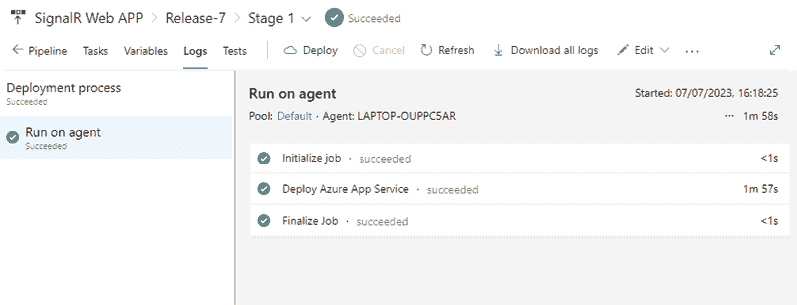 SignalR Web APP > Release-7 > Stage 1 Succeeded
Pipeline Tasks Variables Logs Tests Deploy Cancel Refresh Download all logs Edit ...
Deployment process
Succeeded
Run on agent
Succeeded
Run on agent Started: 07/07/2023, 16:18:25
Pool: Default · Agent: LAPTOP-OUPPC5AR ... 1m 58s
Initialize job · succeeded <1s
Deploy Azure App Service · succeeded 1m 57s
Finalize Job · succeeded <1s